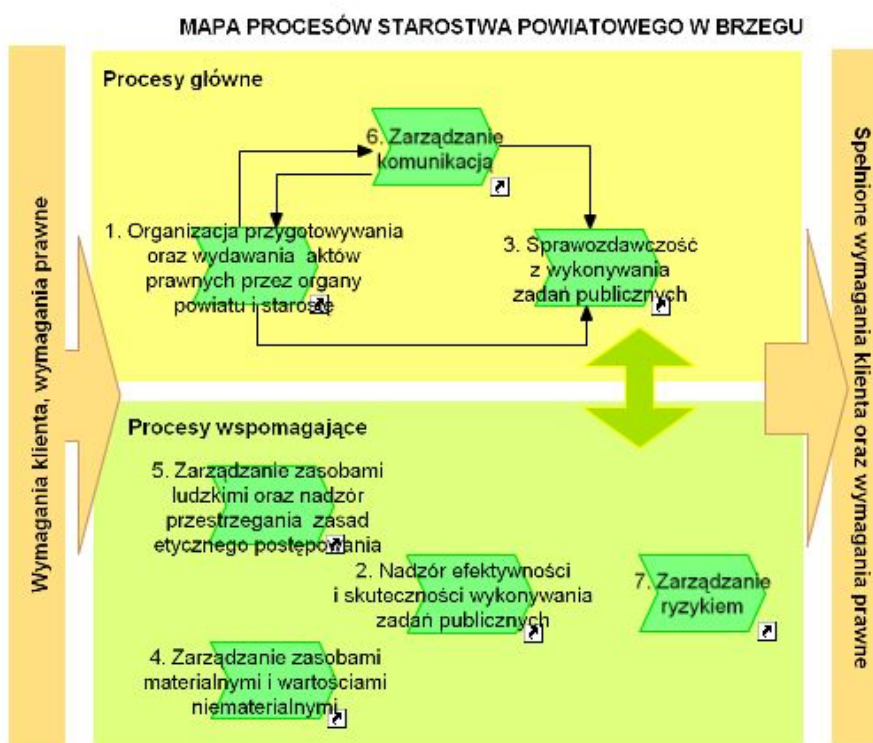 MAPA PROCESÓW STAROSTWA POWIATOWEGO W BRZEGU
Wymagania klienta, wymagania prawne
Procesy główne
6. Zarządzanie
komunikacją
1. Organizacja przygotowywania
oraz wydawania aktów
prawnych przez organy
powiatu i starostę
3. Sprawozdawczość
z wykonywania
zadań publicznych
Procesy wspomagające
5. Zarządzanie zasobami
ludzkimi oraz nadzór
przestrzegania zasad
etycznego postępowania
2. Nadzór efektywności
i skuteczności wykonywania
zadań publicznych
7. Zarządzanie
ryzykiem
4. Zarządzanie zasobami
materialnymi i wartościami
niematerialnymi
Spełnione wymagania klienta oraz wymagania prawne